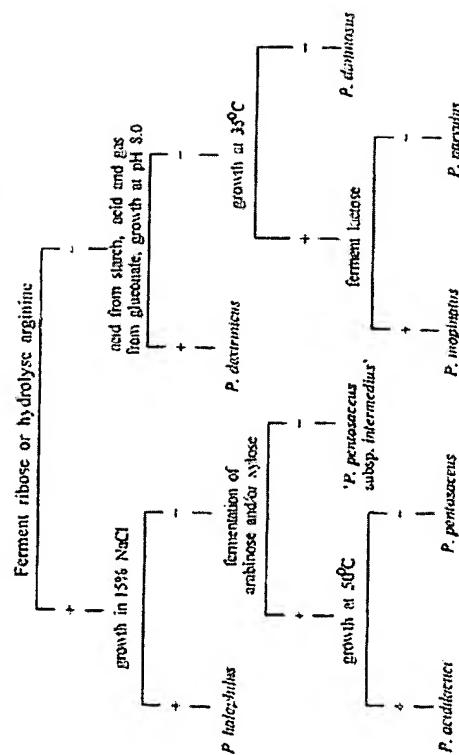 Ferment ribose or hydrolyse arginine
+
-
growth in 15% NaCl
acid from starch, acid and gas
from gluconate, growth at pH 8.0
+
-
+
-
P halophilus
fermentation of
arabinose and/or xylose
P. dextrinicus
growth at 35°C
+
-
+
-
growth at 50°C
'P. pentosaceus
subsp. intermedius'
ferment lactose
P. damnosus
+
-
+
-
P. acidilactici
P. pentosaceus
P. inopinatus
P. parvulus